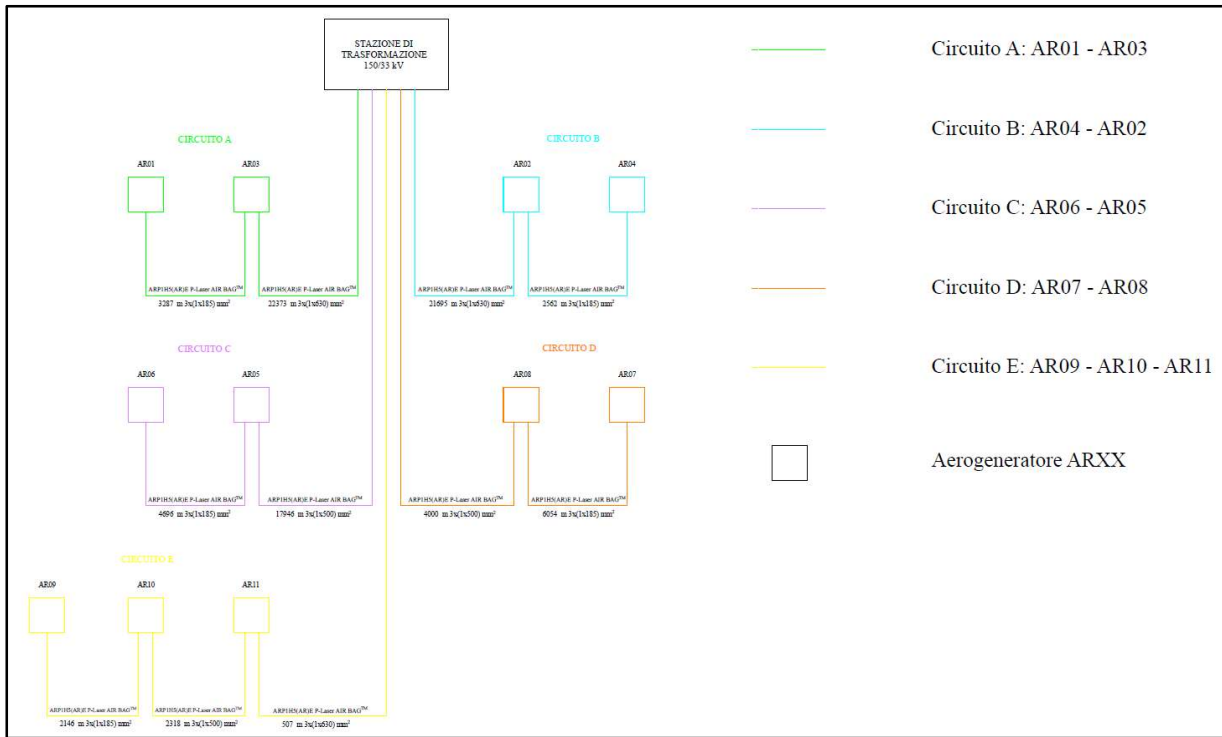 STAZIONE DI
TRASFORMAZIONE
150/33 kV
CIRCUITO A
AR01
AR03
ARP1H5(AR)E P-Laser AIR BAG™
3287 m 3x(1x185) mm²
ARP1H5(AR)E P-Laser AIR BAG™
22373 m 3x(1x630) mm²
CIRCUITO B
AR02
AR04
ARP1H5(AR)E P-Laser AIR BAG™
21695 m 3x(1x630) mm²
ARP1H5(AR)E P-Laser AIR BAG™
2562 m 3x(1x185) mm²
CIRCUITO C
AR06
AR05
ARP1H5(AR)E P-Laser AIR BAG™
4696 m 3x(1x185) mm²
ARP1H5(AR)E P-Laser AIR BAG™
17946 m 3x(1x500) mm²
CIRCUITO D
AR08
AR07
ARP1H5(AR)E P-Laser AIR BAG™
4000 m 3x(1x500) mm²
ARP1H5(AR)E P-Laser AIR BAG™
6054 m 3x(1x185) mm²
CIRCUITO E
AR09
AR10
AR11
ARP1H5(AR)E P-Laser AIR BAG™
2146 m 3x(1x185) mm²
ARP1H5(AR)E P-Laser AIR BAG™
2318 m 3x(1x500) mm²
ARP1H5(AR)E P-Laser AIR BAG™
507 m 3x(1x630) mm²
Circuito A: AR01 - AR03
Circuito B: AR04 - AR02
Circuito C: AR06 - AR05
Circuito D: AR07 - AR08
Circuito E: AR09 - AR10 - AR11
Aerogeneratore ARXX